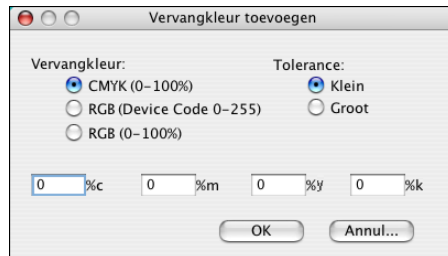 Vervangkleur toevoegen
Vervangkleur:
CMYK (0-100%)
RGB (Device Code 0-255)
RGB (0-100%)
Tolerance:
Klein
Groot
0 %c 0 %m 0 %y 0 %k
OK Annul...